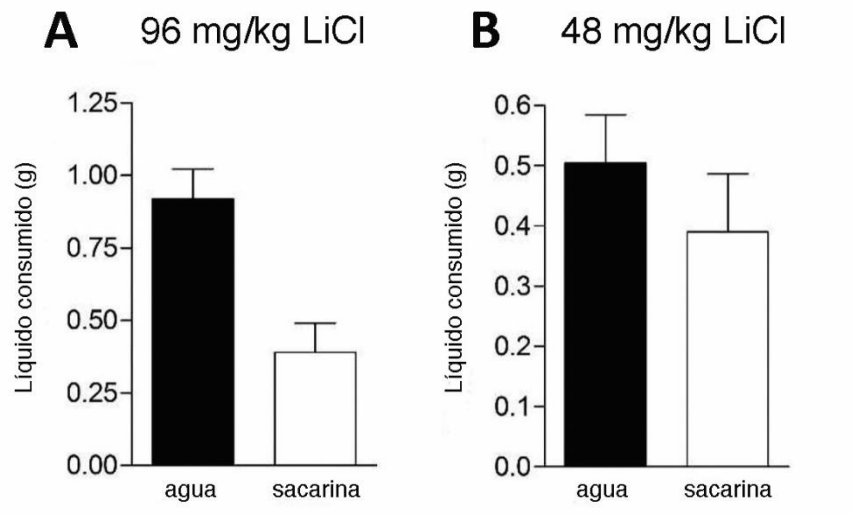 A 96 mg/kg LiCl
Líquido consumido (g)
1.25
1.00
0.75
0.50
0.25
0.00
agua sacarina
B 48 mg/kg LiCl
Líquido consumido (g)
0.6
0.5
0.4
0.3
0.2
0.1
0.0
agua sacarina